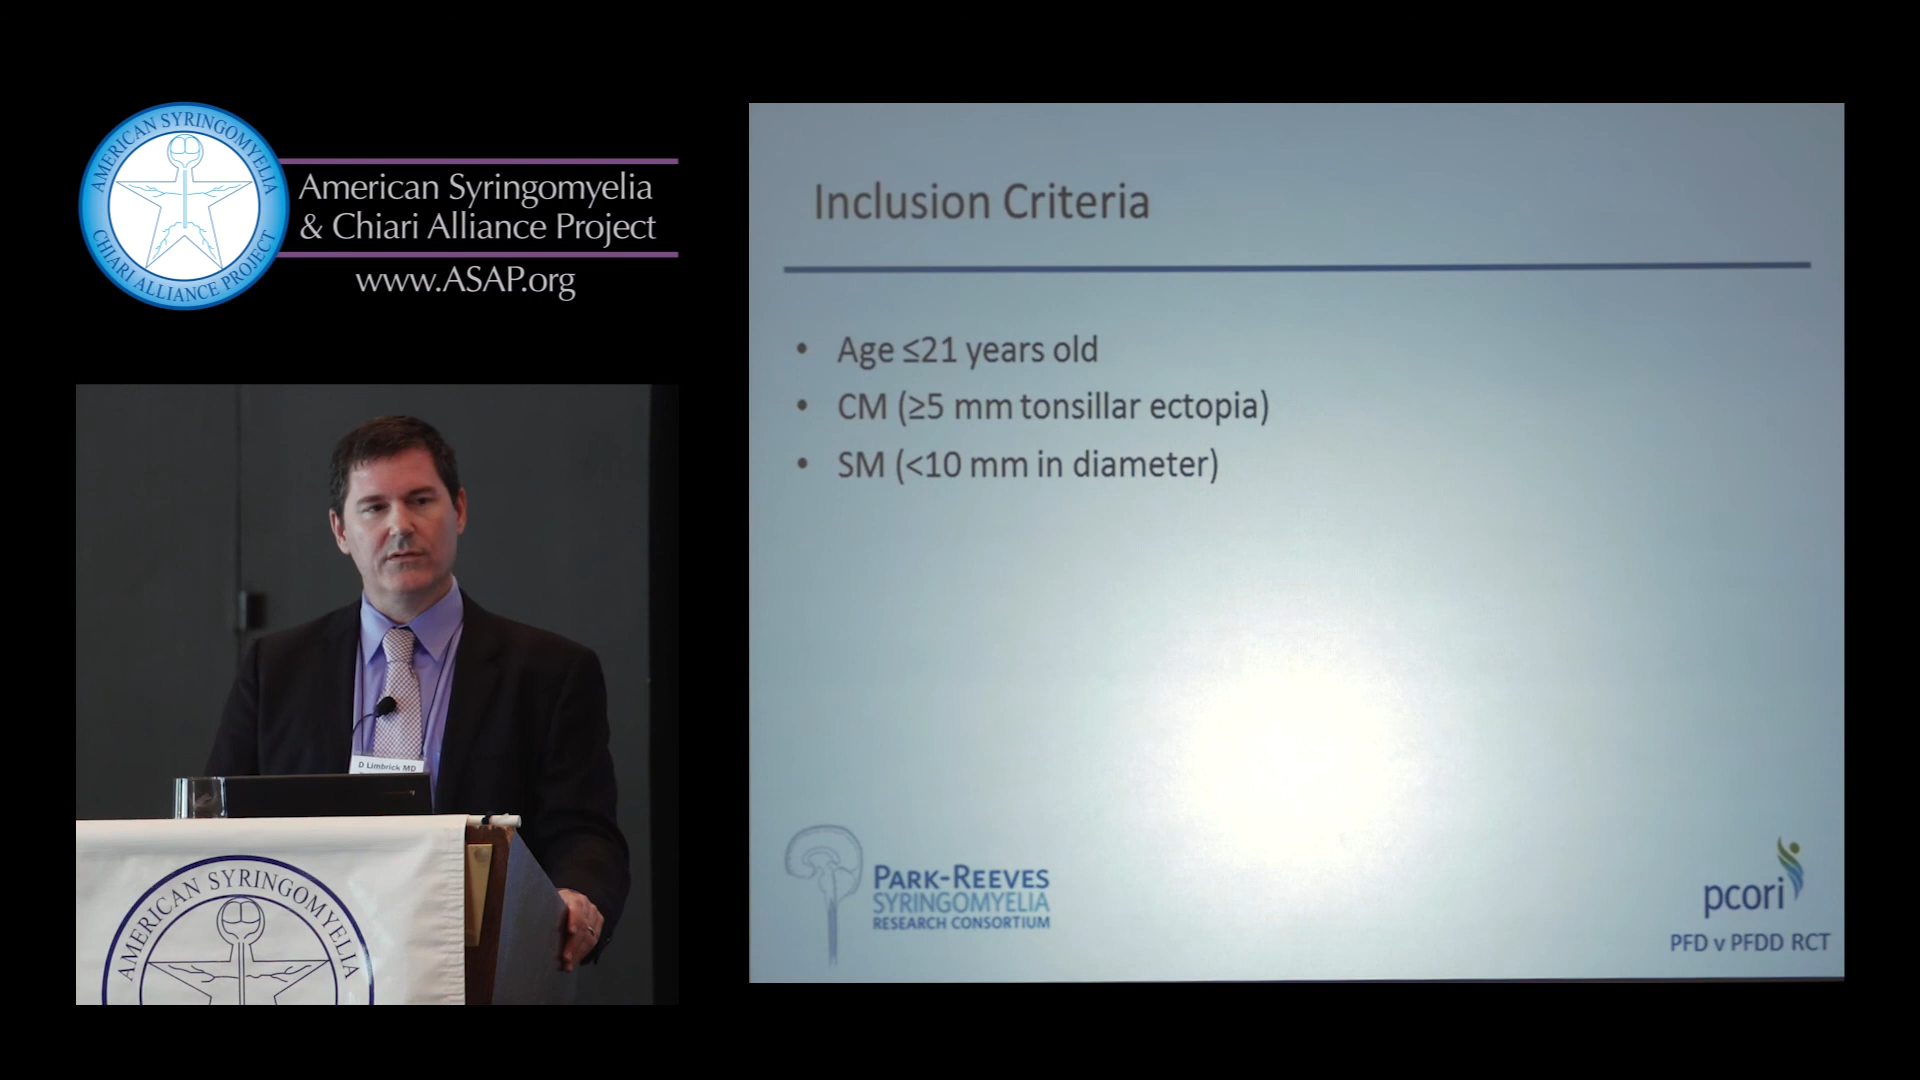 AMERICAN SYRINGOMYELIA
CHIARI ALLIANCE PROJECT
American Syringomyelia
& Chiari Alliance Project
www.ASAP.org
Inclusion Criteria
• Age ≤21 years old
• CM (≥5 mm tonsillar ectopia)
• SM (<10 mm in diameter)
PARK-REEVES
SYRINGOMYELIA
RESEARCH CONSORTIUM
pcori
PFD v PFDD RCT
D Limbrick MD
AMERICAN SYRINGOMYELIA